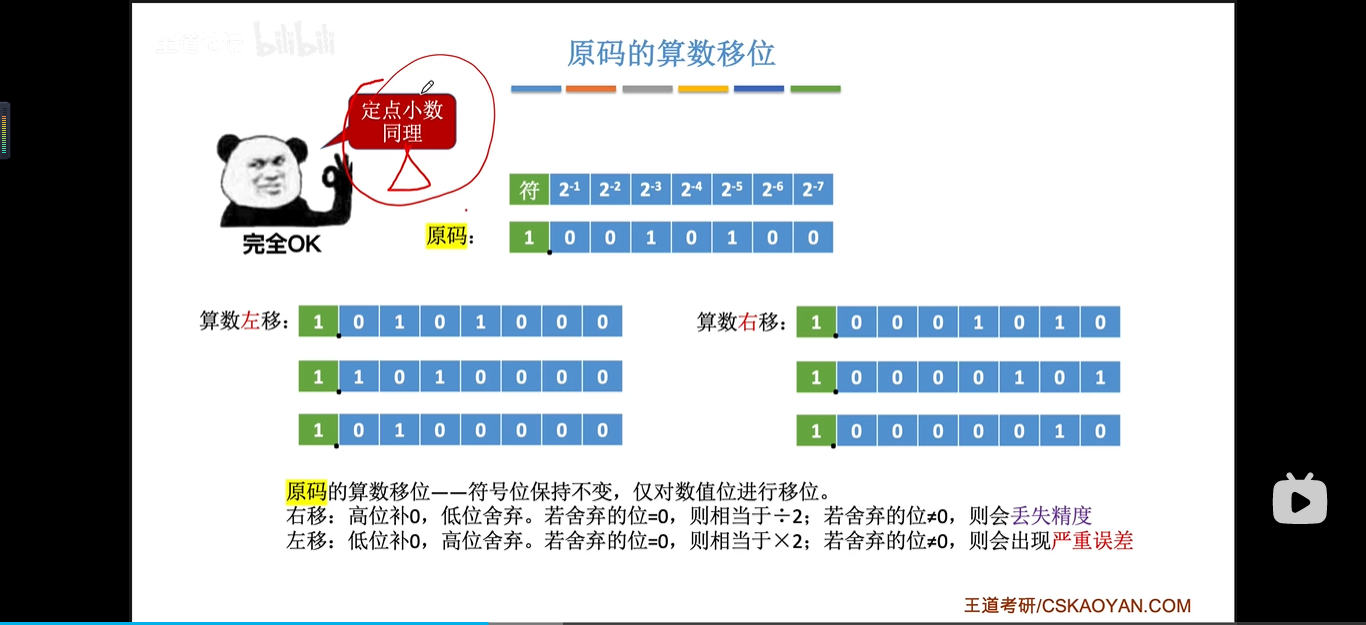 bilibili
原码的算数移位
定点小数
同理
完全OK
符 2⁻¹ 2⁻² 2⁻³ 2⁻⁴ 2⁻⁵ 2⁻⁶ 2⁻⁷
原码： 1 . 0 0 1 0 1 0 0
算数左移： 1 . 0 1 0 1 0 0 0
1 . 1 0 1 0 0 0 0
1 . 0 1 0 0 0 0 0
算数右移： 1 . 0 0 0 1 0 1 0
1 . 0 0 0 0 1 0 1
1 . 0 0 0 0 0 1 0
原码的算数移位——符号位保持不变，仅对数值位进行移位。
右移：高位补0，低位舍弃。若舍弃的位=0，则相当于÷2；若舍弃的位≠0，则会丢失精度
左移：低位补0，高位舍弃。若舍弃的位=0，则相当于×2；若舍弃的位≠0，则会出现严重误差
王道考研/CSKAOYAN.COM